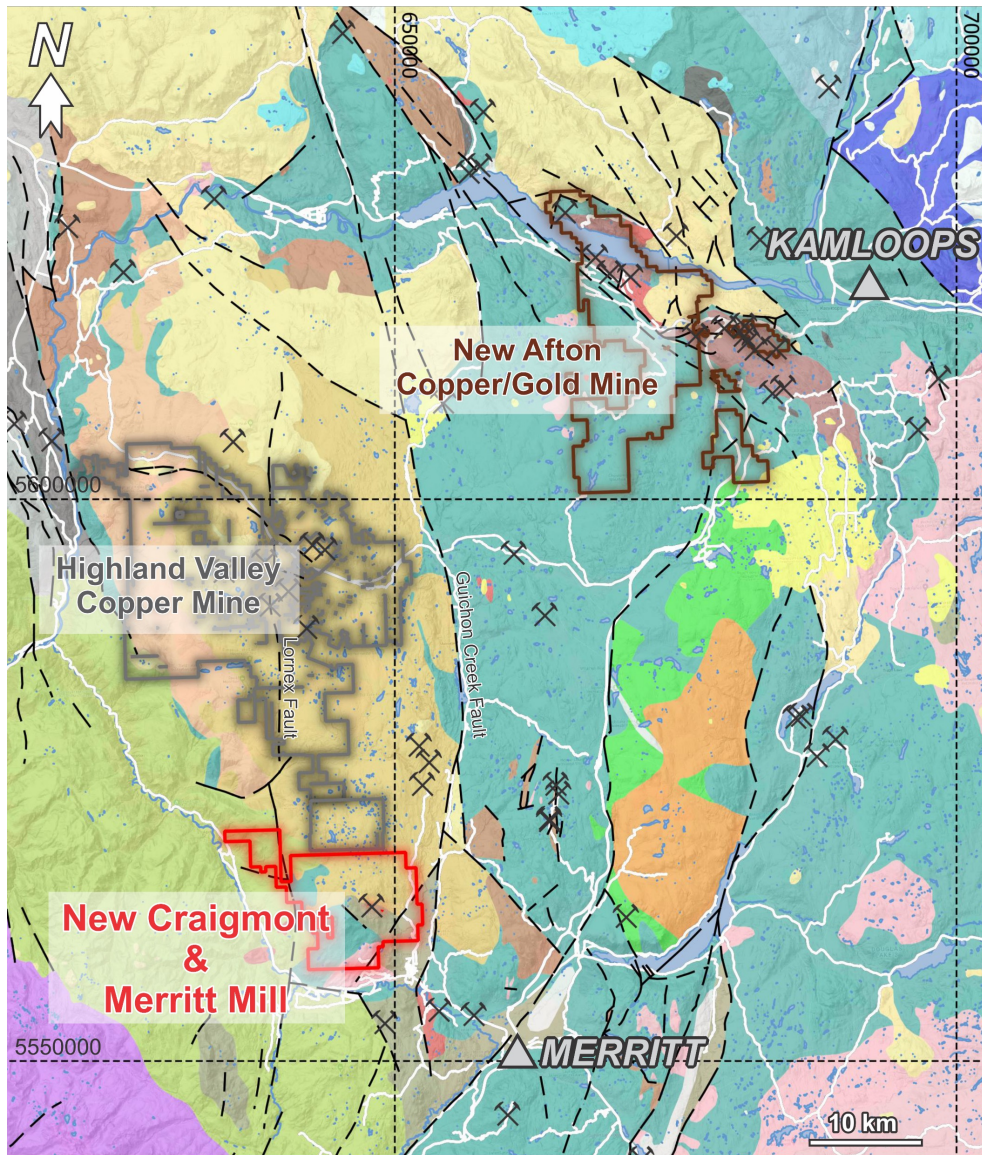 N
650000
700000
KAMLOOPS
New Afton
Copper/Gold Mine
5600000
Highland Valley
Copper Mine
Guichon Creek Fault
Lornex Fault
New Craigmont
&
Merritt Mill
5550000
MERRITT
10 km